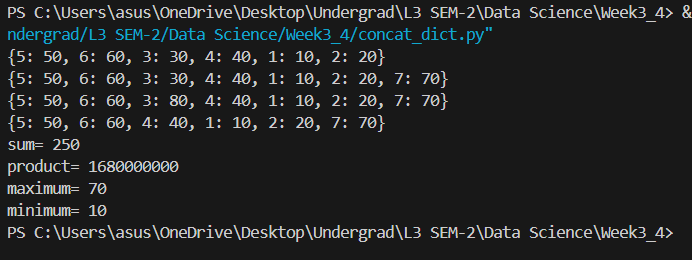 PS C:\Users\asus\OneDrive\Desktop\Undergrad\L3 SEM-2\Data Science\Week3_4> &
ndergrad/L3 SEM-2/Data Science/Week3_4/concat_dict.py"
{5: 50, 6: 60, 3: 30, 4: 40, 1: 10, 2: 20}
{5: 50, 6: 60, 3: 30, 4: 40, 1: 10, 2: 20, 7: 70}
{5: 50, 6: 60, 3: 80, 4: 40, 1: 10, 2: 20, 7: 70}
{5: 50, 6: 60, 4: 40, 1: 10, 2: 20, 7: 70}
sum= 250
product= 1680000000
maximum= 70
minimum= 10
PS C:\Users\asus\OneDrive\Desktop\Undergrad\L3 SEM-2\Data Science\Week3_4>